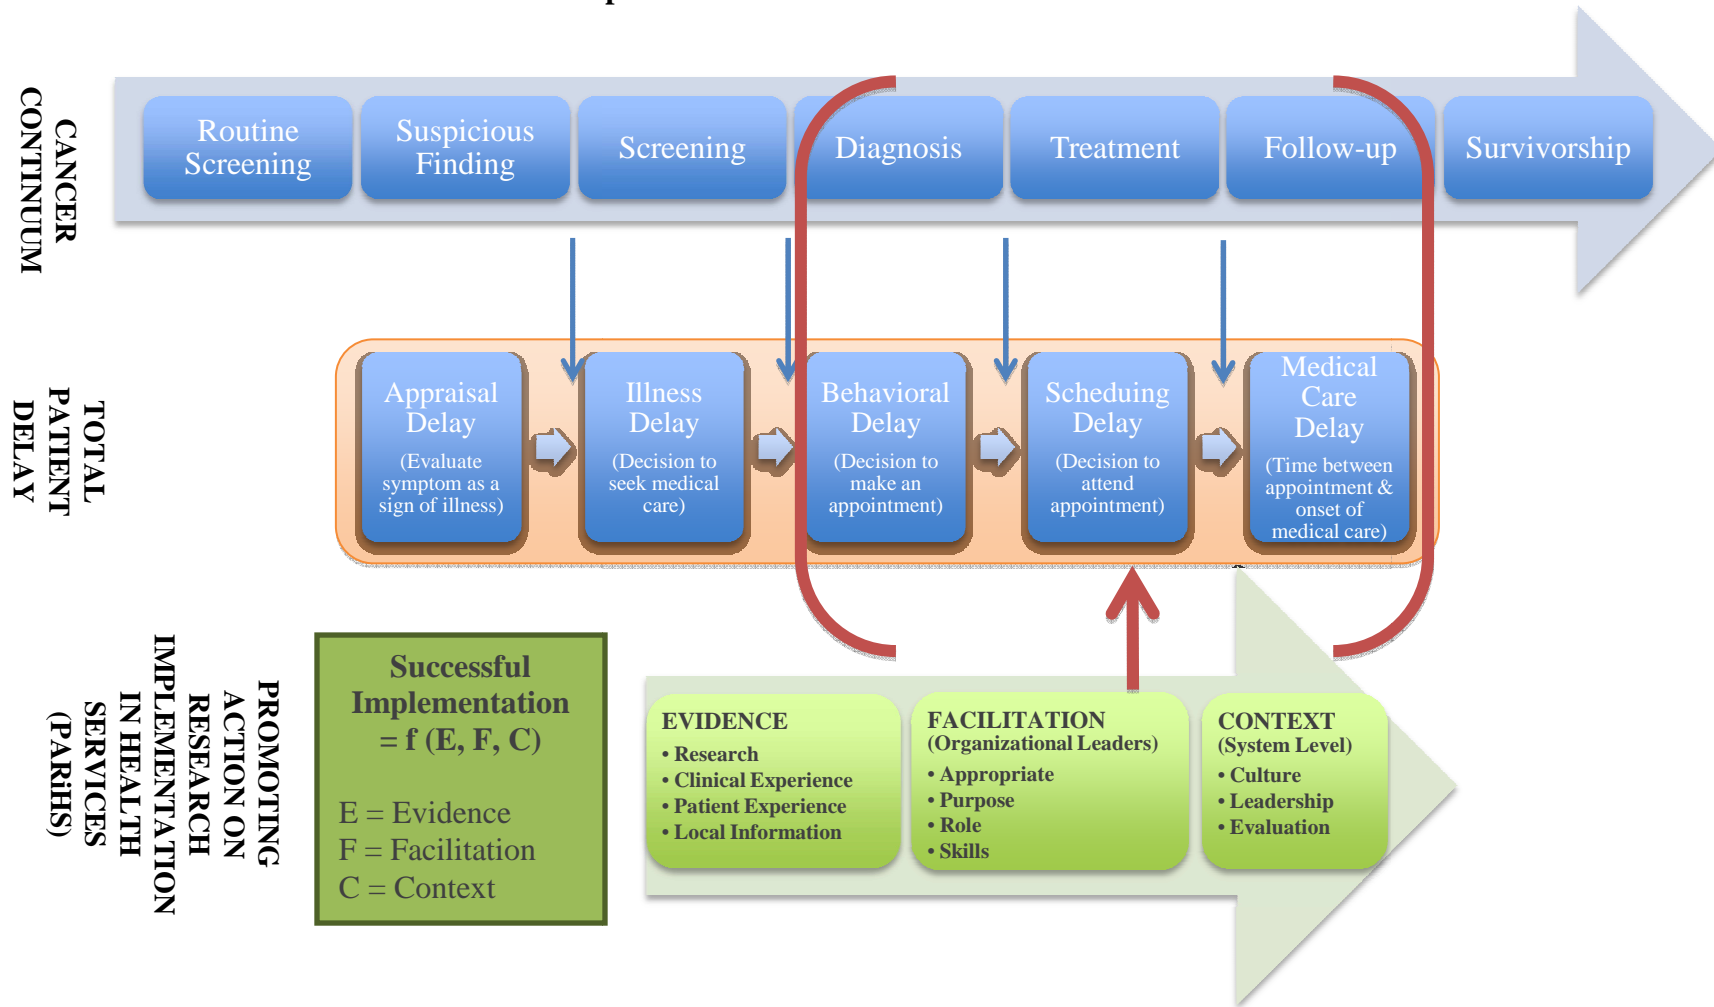 CANCER
CONTINUUM
Routine
Screening
Suspicious
Finding
Screening
Diagnosis
Treatment
Follow-up
Survivorship
TOTAL
PATIENT
DELAY
Appraisal
Delay
(Evaluate
symptom as a
sign of illness)
Illness
Delay
(Decision to
seek medical
care)
Behavioral
Delay
(Decision to
make an
appointment)
Scheduing
Delay
(Decision to
attend
appointment)
Medical
Care
Delay
(Time between
appointment &
onset of
medical care)
PROMOTING
ACTION ON
RESEARCH
IMPLEMENTATION
IN HEALTH
SERVICES
(PARiHS)
Successful
Implementation
= f (E, F, C)
E = Evidence
F = Facilitation
C = Context
EVIDENCE
• Research
• Clinical Experience
• Patient Experience
• Local Information
FACILITATION
(Organizational Leaders)
• Appropriate
• Purpose
• Role
• Skills
CONTEXT
(System Level)
• Culture
• Leadership
• Evaluation